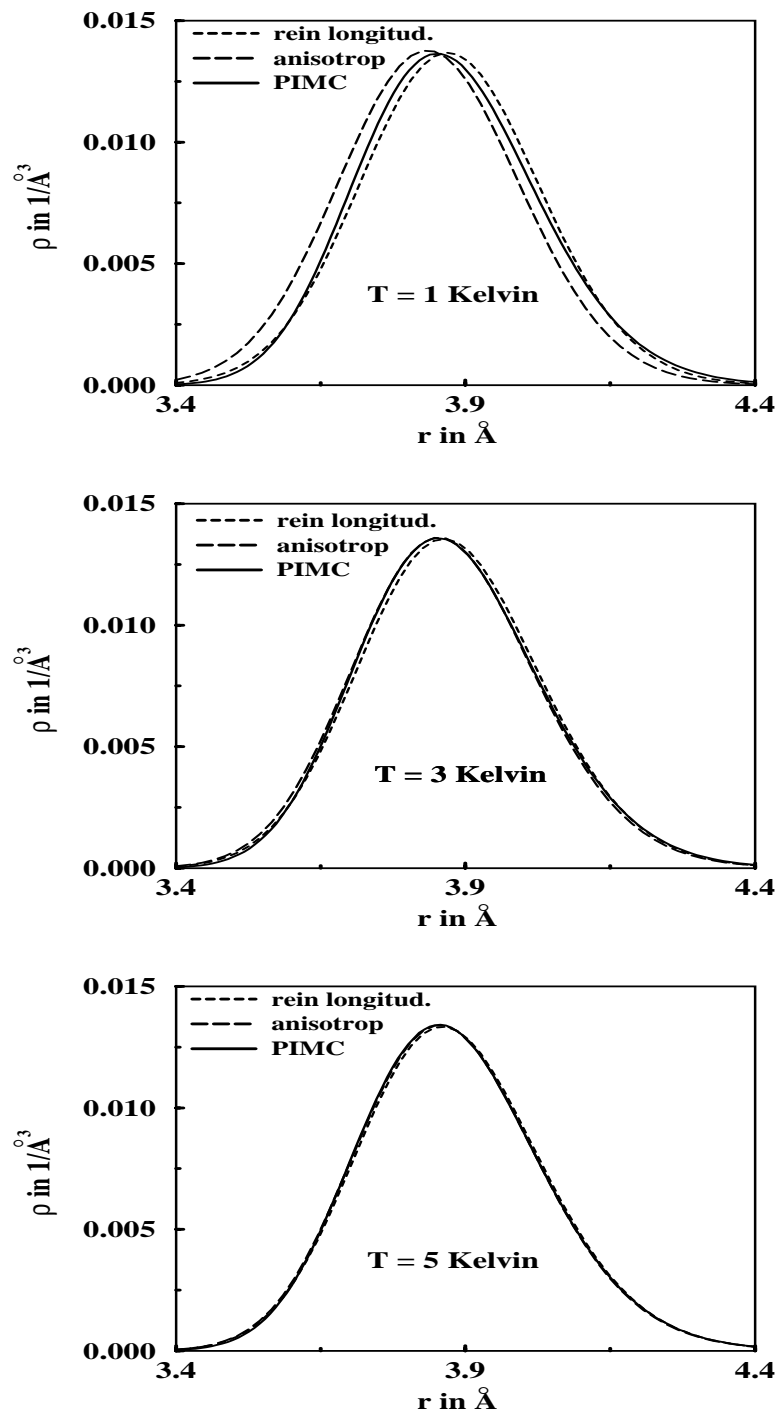 0.015
rein longitud.
anisotrop
PIMC
0.010
ρ in 1/Å³
0.005
T = 1 Kelvin
0.000
3.4 3.9 4.4
r in Å
0.015
rein longitud.
anisotrop
PIMC
0.010
ρ in 1/Å³
0.005
T = 3 Kelvin
0.000
3.4 3.9 4.4
r in Å
0.015
rein longitud.
anisotrop
PIMC
0.010
ρ in 1/Å³
0.005
T = 5 Kelvin
0.000
3.4 3.9 4.4
r in Å